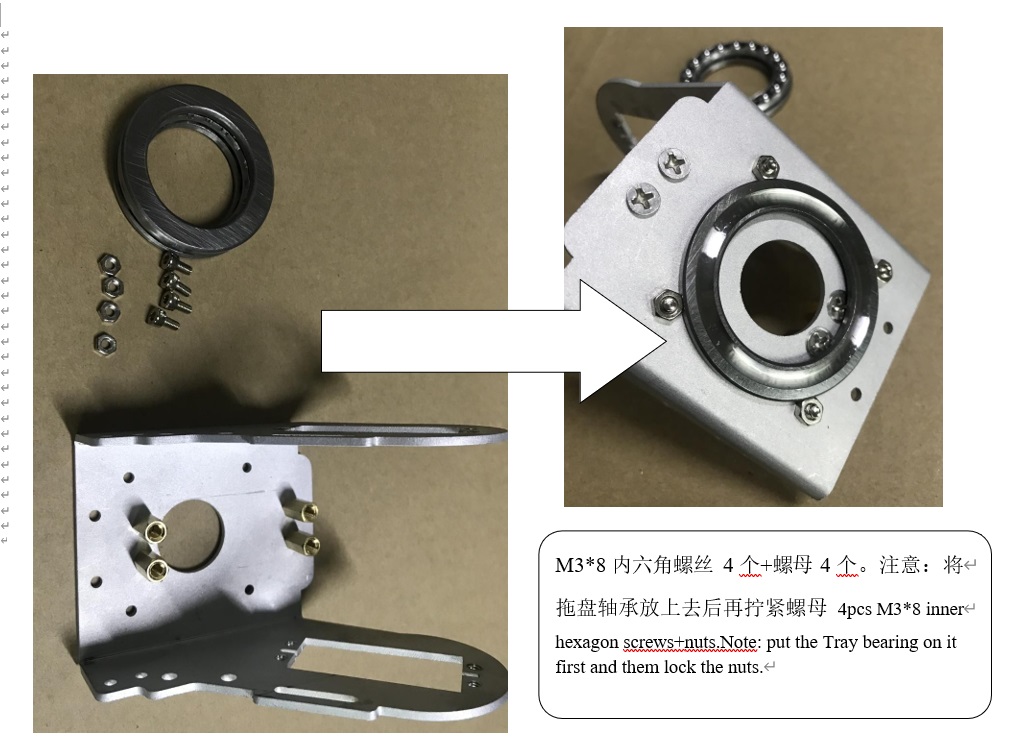 M3*8 内六角螺丝 4 个+螺母 4 个。注意：将
拖盘轴承放上去后再拧紧螺母 4pcs M3*8 inner
hexagon screws+nuts.Note: put the Tray bearing on it
first and them lock the nuts.